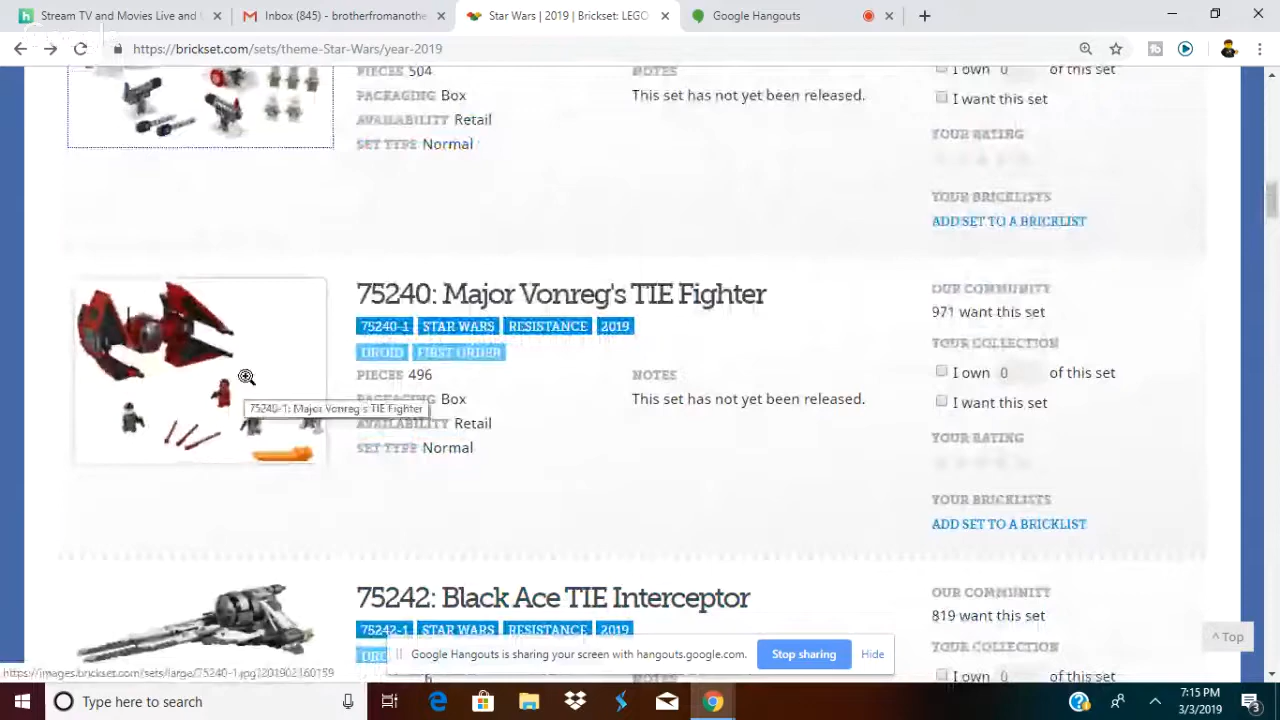 Stream TV and Movies Live and
Inbox (845) - brotherfromanothe
Star Wars | 2019 | Brickset: LEGO
Google Hangouts
https://brickset.com/sets/theme-Star-Wars/year-2019
PIECES 504
PACKAGING Box
AVAILABILITY Retail
SET TYPE Normal
NOTES
This set has not yet been released.
I own 0 of this set
I want this set
YOUR RATING
YOUR BRICKLISTS
ADD SET TO A BRICKLIST
75240: Major Vonreg's TIE Fighter
75240-1 STAR WARS RESISTANCE 2019
DROID FIRST ORDER
PIECES 496
PACKAGING Box
AVAILABILITY Retail
SET TYPE Normal
75240-1: Major Vonreg's TIE Fighter
NOTES
This set has not yet been released.
OUR COMMUNITY
971 want this set
YOUR COLLECTION
I own 0 of this set
I want this set
YOUR RATING
YOUR BRICKLISTS
ADD SET TO A BRICKLIST
75242: Black Ace TIE Interceptor
75242-1 STAR WARS RESISTANCE 2019
OUR COMMUNITY
819 want this set
YOUR COLLECTION
I own 0 of this set
^ Top
Google Hangouts is sharing your screen with hangouts.google.com.
Stop sharing
Hide
https://images.brickset.com/sets/large/75240-1.jpg?201902160159
Type here to search
7:15 PM
3/3/2019